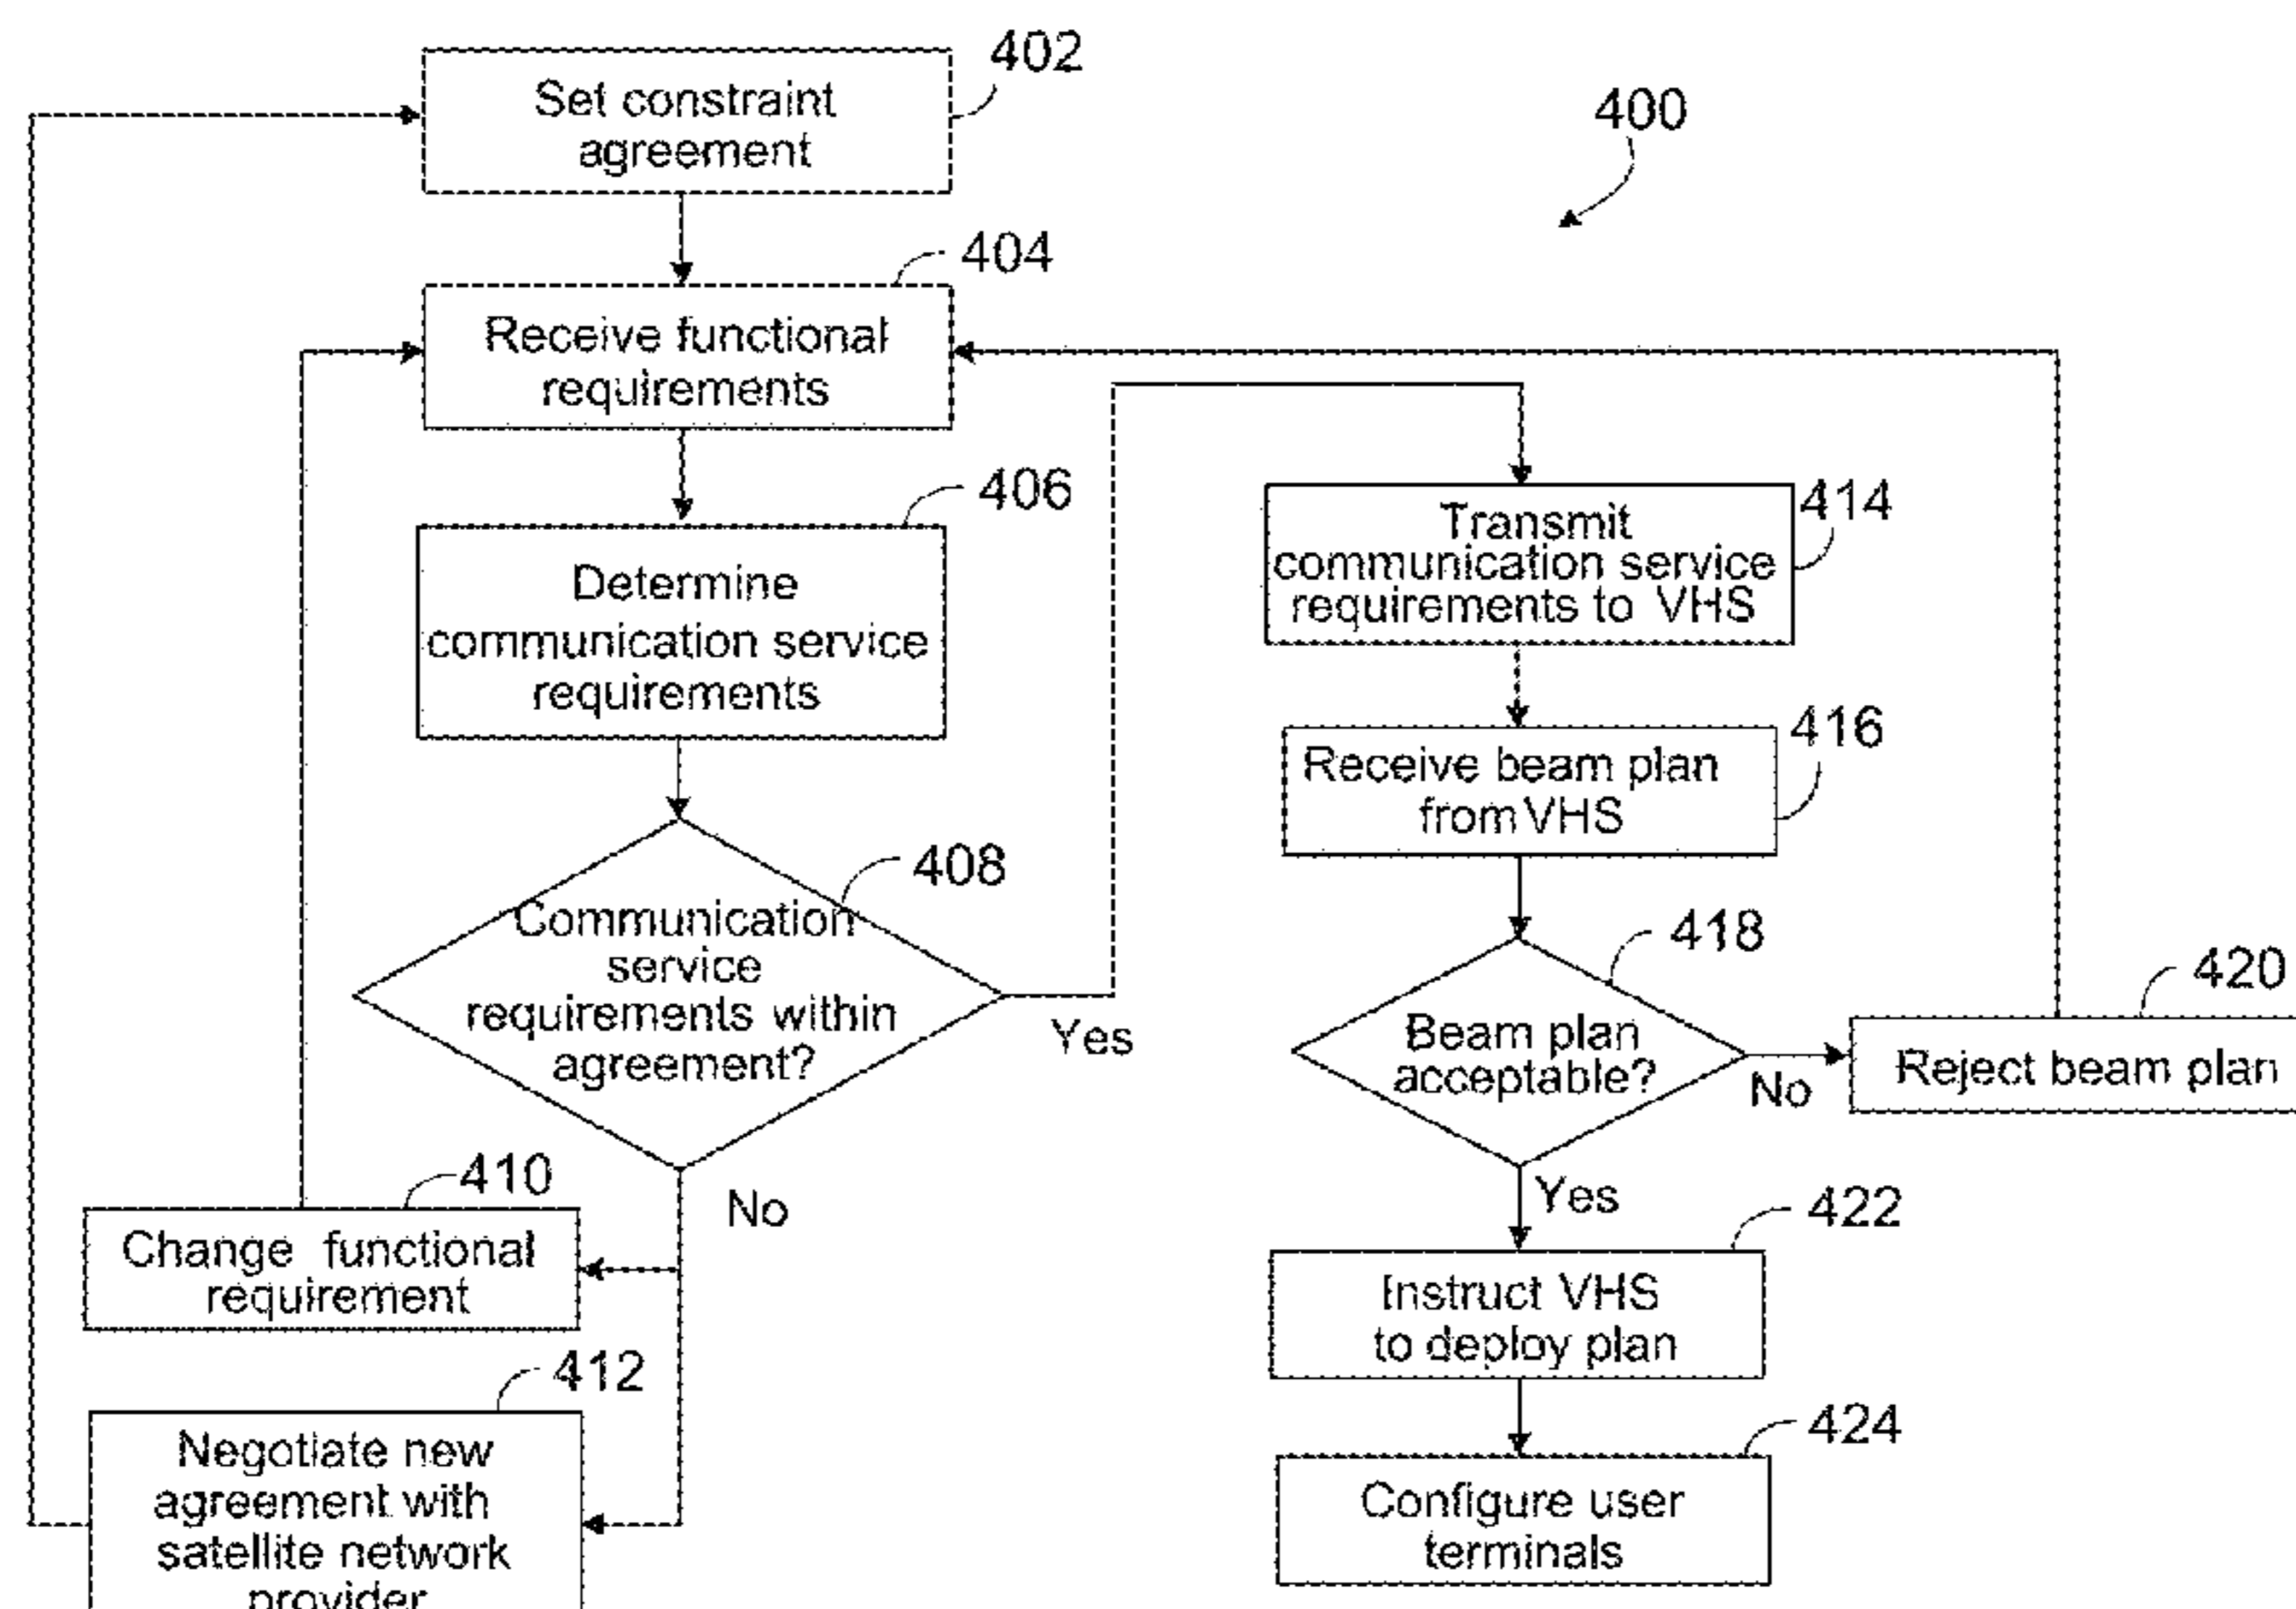 402
Set constraint
agreement
400
404
Receive functional
requirements
406
Determine
communication service
requirements
408
Communication
service
requirements within
agreement?
Yes
No
410
Change functional
requirement
412
Negotiate new
agreement with
satellite network
provider
414
Transmit
communication service
requirements to VHS
416
Receive beam plan
from VHS
418
Beam plan
acceptable?
No
420
Reject beam plan
Yes
422
Instruct VHS
to deploy plan
424
Configure user
terminals